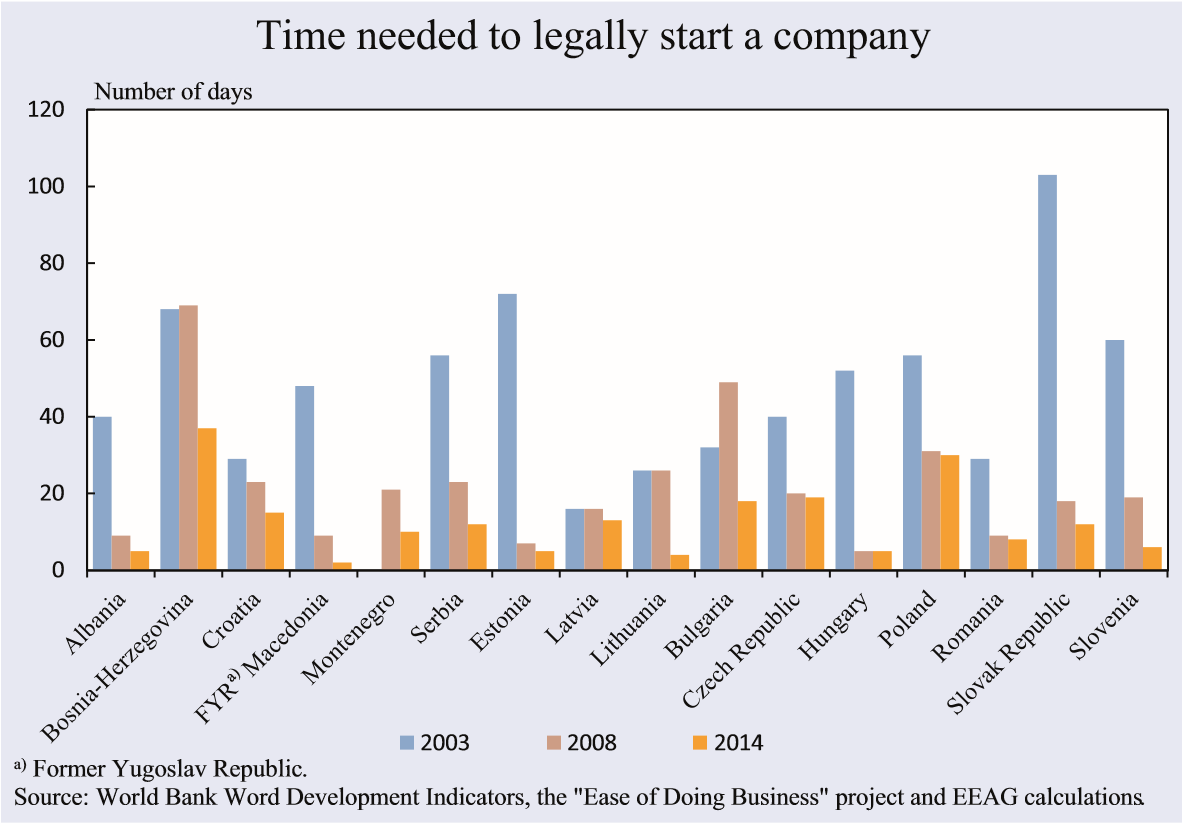 Time needed to legally start a company
Number of days
120
100
80
60
40
20
0
Albania
Bosnia-Herzegovina
Croatia
FYRᵃ⁾ Macedonia
Montenegro
Serbia
Estonia
Latvia
Lithuania
Bulgaria
Czech Republic
Hungary
Poland
Romania
Slovak Republic
Slovenia
2003 2008 2014
ᵃ⁾ Former Yugoslav Republic.
Source: World Bank Word Development Indicators, the "Ease of Doing Business" project and EEAG calculations.